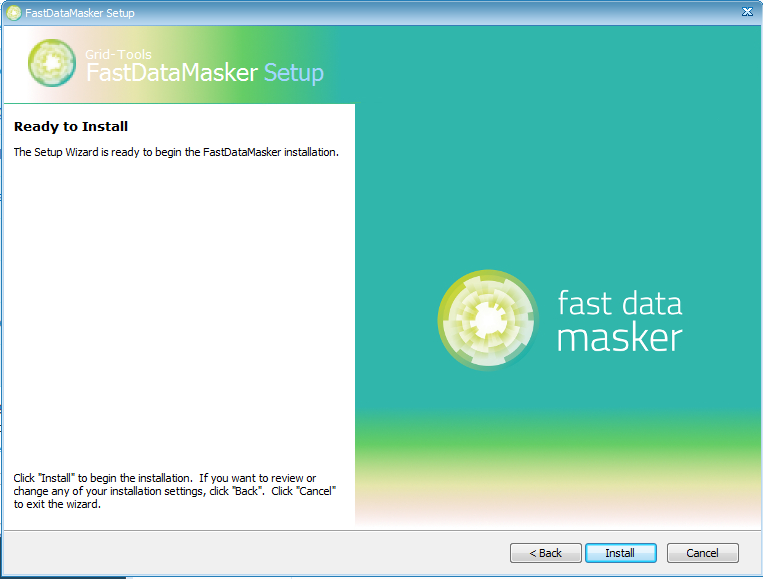 FastDataMasker Setup
Grid-Tools
FastDataMasker Setup
Ready to Install
The Setup Wizard is ready to begin the FastDataMasker installation.
fast data
masker
Click "Install" to begin the installation.  If you want to review or
change any of your installation settings, click "Back".  Click "Cancel"
to exit the wizard.
< Back
Install
Cancel